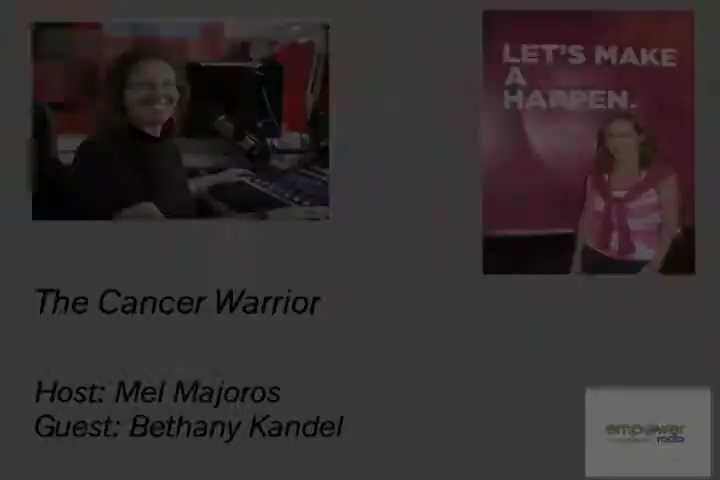 LET'S MAKE
A
HAPPEN.
The Cancer Warrior
Host: Mel Majoros
Guest: Bethany Kandel
empower
radio